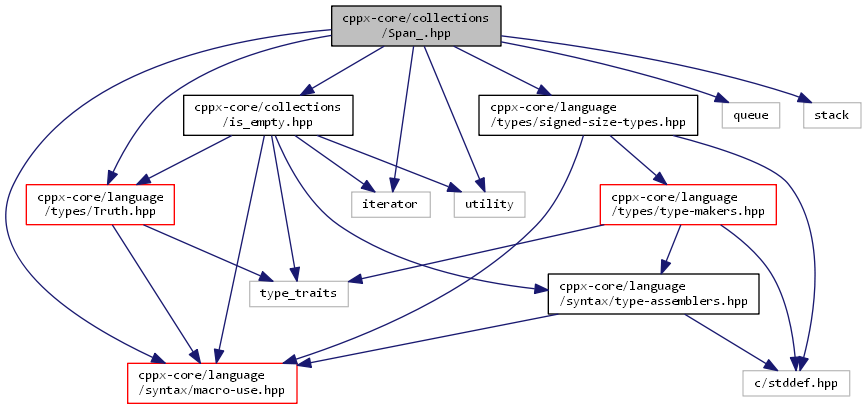 cppx-core/collections
/Span_.hpp
cppx-core/collections
/is_empty.hpp
cppx-core/language
/types/signed-size-types.hpp
queue
stack
cppx-core/language
/types/Truth.hpp
iterator
utility
cppx-core/language
/types/type-makers.hpp
type_traits
cppx-core/language
/syntax/type-assemblers.hpp
cppx-core/language
/syntax/macro-use.hpp
c/stddef.hpp